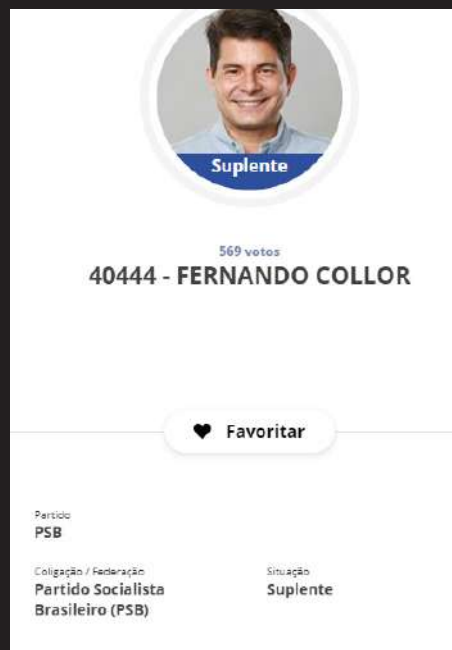 Suplente
569 votos
40444 - FERNANDO COLLOR
Favoritar
Partido
PSB
Coligação / Federação
Situação
Partido Socialista
Suplente
Brasileiro (PSB)